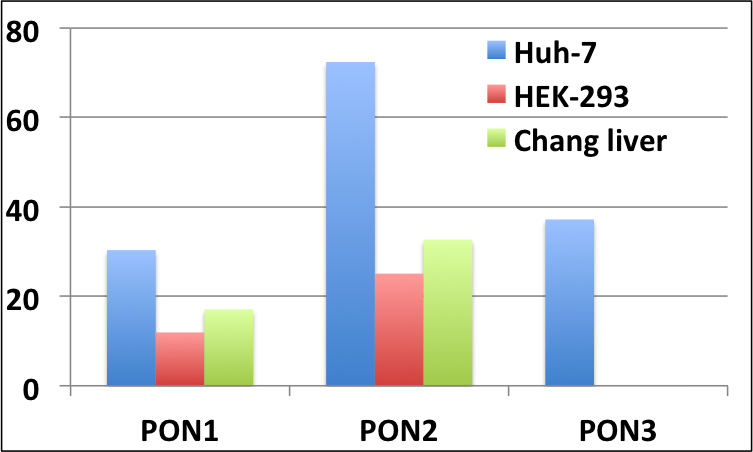 80
Huh-7
HEK-293
60
Chang liver
40
20
0
PON1 PON2 PON3